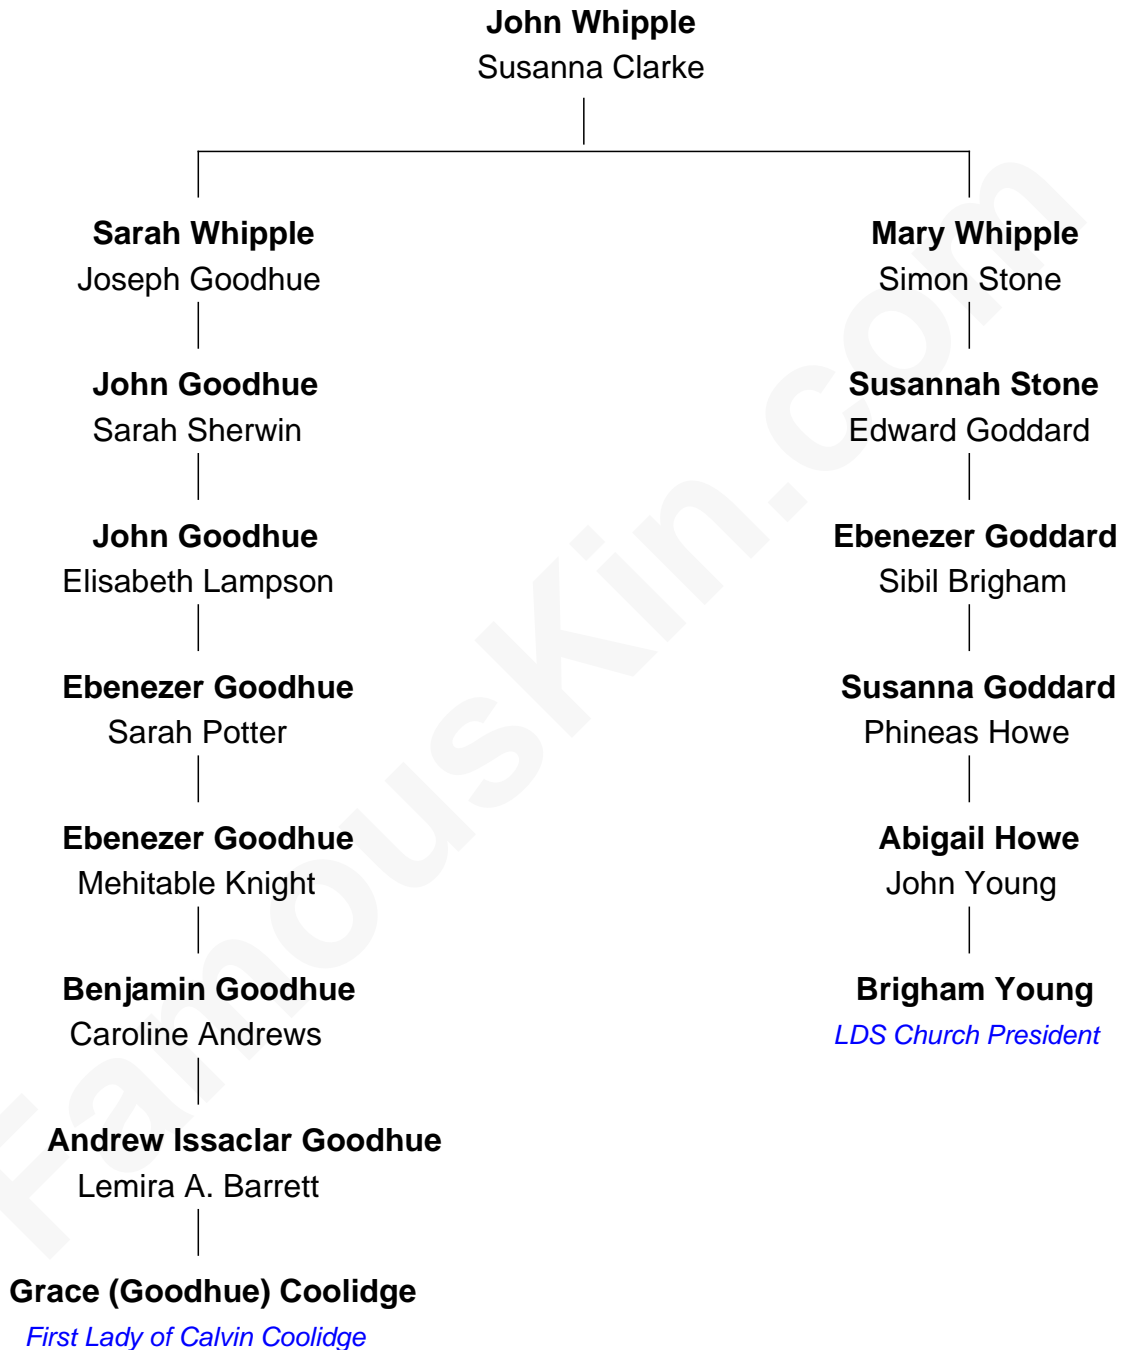 John Whipple
Susanna Clarke
Sarah Whipple
Joseph Goodhue
John Goodhue
Sarah Sherwin
John Goodhue
Elisabeth Lampson
Ebenezer Goodhue
Sarah Potter
Ebenezer Goodhue
Mehitable Knight
Benjamin Goodhue
Caroline Andrews
Andrew Issaclar Goodhue
Lemira A. Barrett
Grace (Goodhue) Coolidge
First Lady of Calvin Coolidge
Mary Whipple
Simon Stone
Susannah Stone
Edward Goddard
Ebenezer Goddard
Sibil Brigham
Susanna Goddard
Phineas Howe
Abigail Howe
John Young
Brigham Young
LDS Church President
FamousKin.com